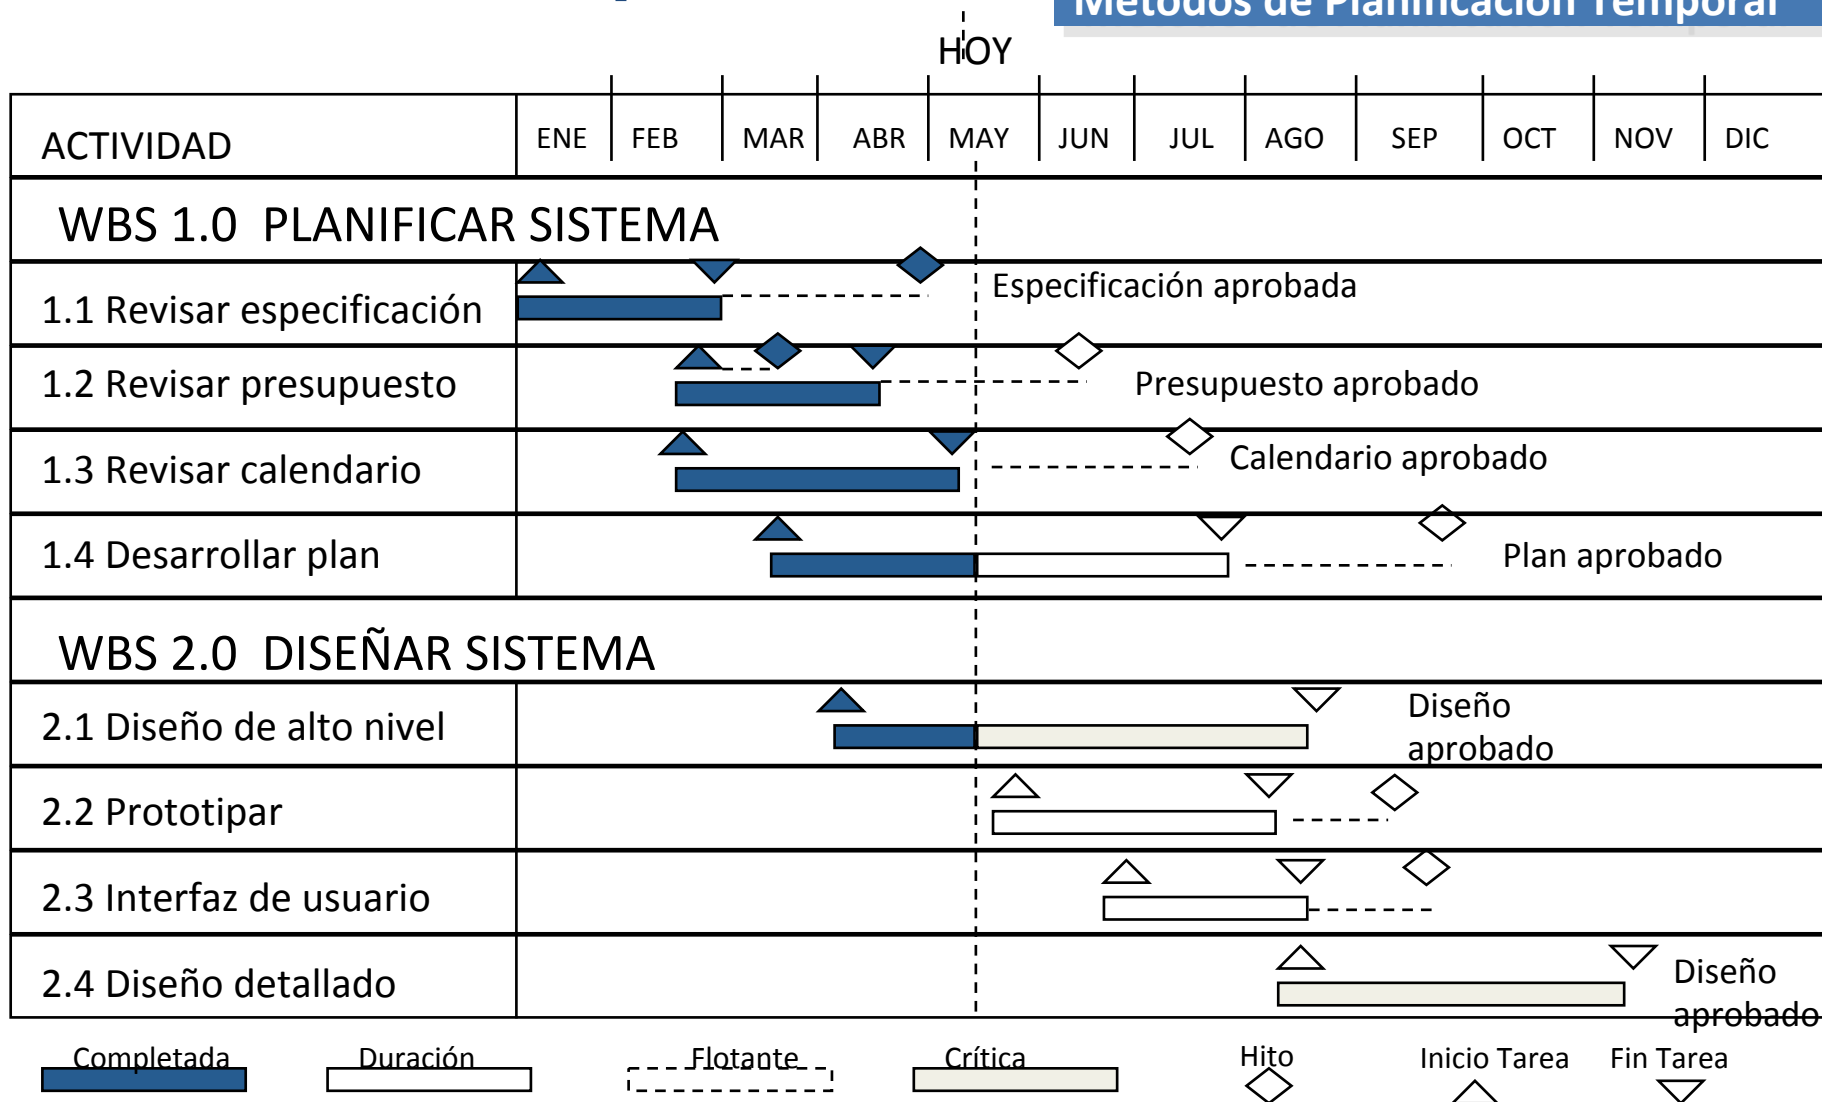 Métodos de Planificación Temporal
HOY
ACTIVIDAD ENE FEB MAR ABR MAY JUN JUL AGO SEP OCT NOV DIC
WBS 1.0 PLANIFICAR SISTEMA
1.1 Revisar especificación Especificación aprobada
1.2 Revisar presupuesto Presupuesto aprobado
1.3 Revisar calendario Calendario aprobado
1.4 Desarrollar plan Plan aprobado
WBS 2.0 DISEÑAR SISTEMA
2.1 Diseño de alto nivel Diseño
aprobado
2.2 Prototipar
2.3 Interfaz de usuario
2.4 Diseño detallado Diseño
aprobado
Completada Duración Flotante Crítica Hito Inicio Tarea Fin Tarea